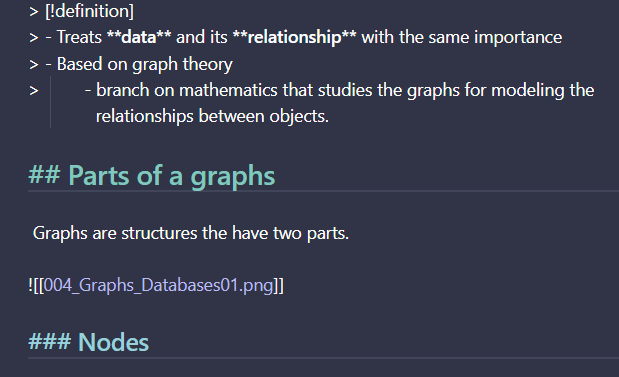 > [!definition]
> - Treats **data** and its **relationship** with the same importance
> - Based on graph theory
> - branch on mathematics that studies the graphs for modeling the
relationships between objects.
## Parts of a graphs
Graphs are structures the have two parts.
![[004_Graphs_Databases01.png]]
### Nodes